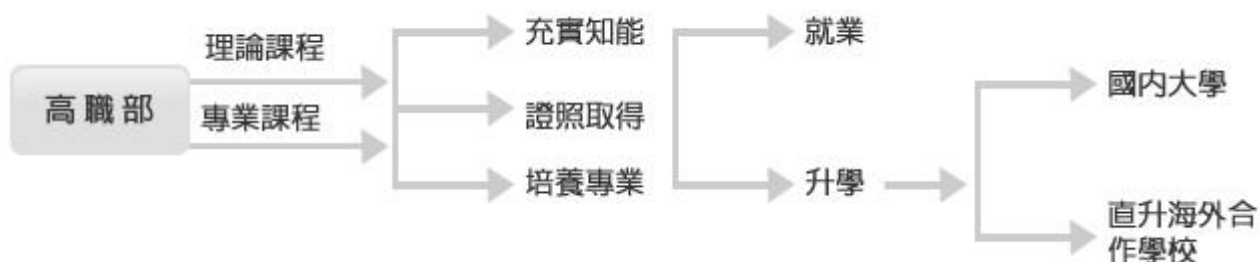 高職部
理論課程
專業課程
充實知能
證照取得
培養專業
就業
升學
國內大學
直升海外合
作學校